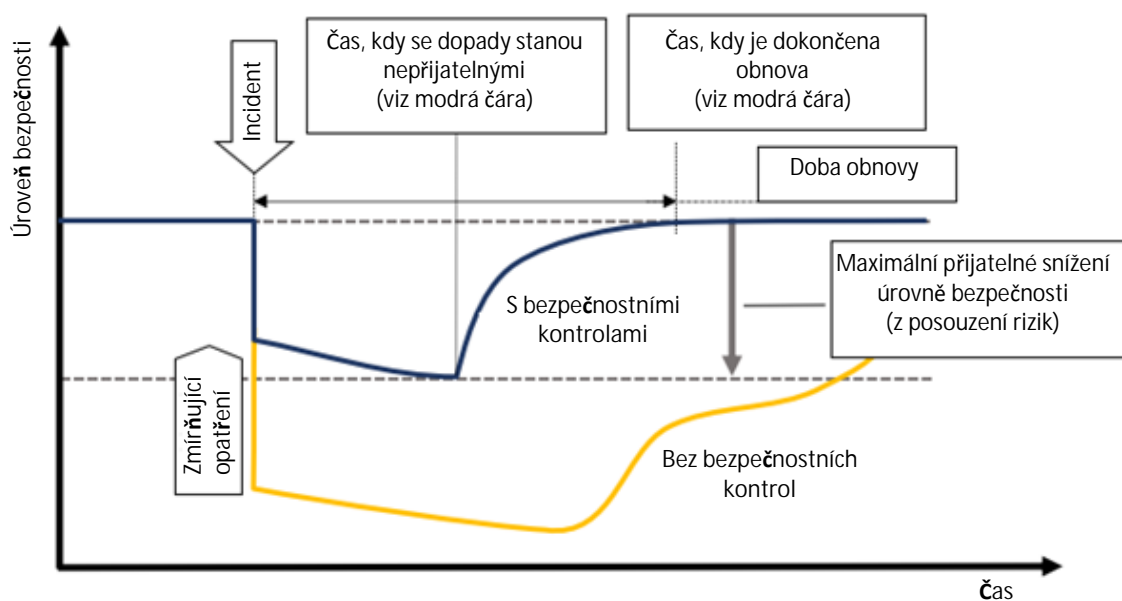 Úroveň bezpečnosti
Incident
Čas, kdy se dopady stanou
nepřijatelnými
(viz modrá čára)
Čas, kdy je dokončena
obnova
(viz modrá čára)
Doba obnovy
Maximální přijatelné snížení
úrovně bezpečnosti
(z posouzení rizik)
S bezpečnostními
kontrolami
Zmírňující
opatření
Bez bezpečnostních
kontrol
Čas